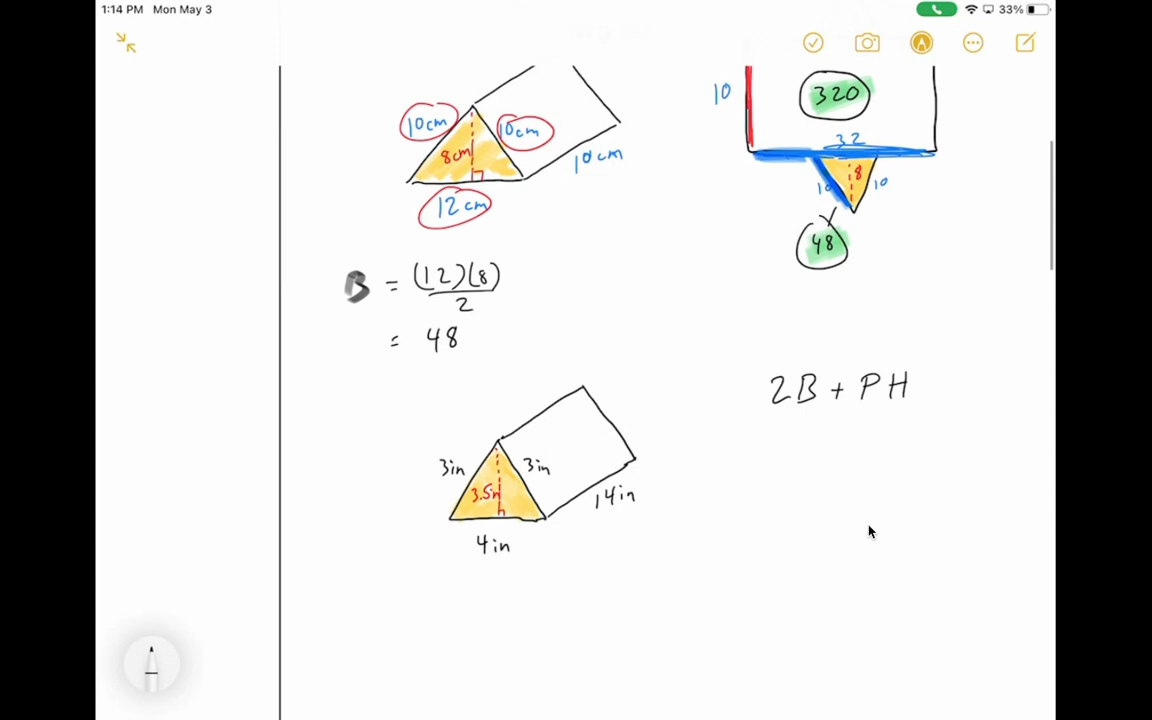 1:14 PM Mon May 3
33%
10cm
10cm
8cm
10cm
12cm
10
320
32
8
10
10
48
B = (12)(8)
2
= 48
2B + PH
3in
3in
3.5in
14in
4in